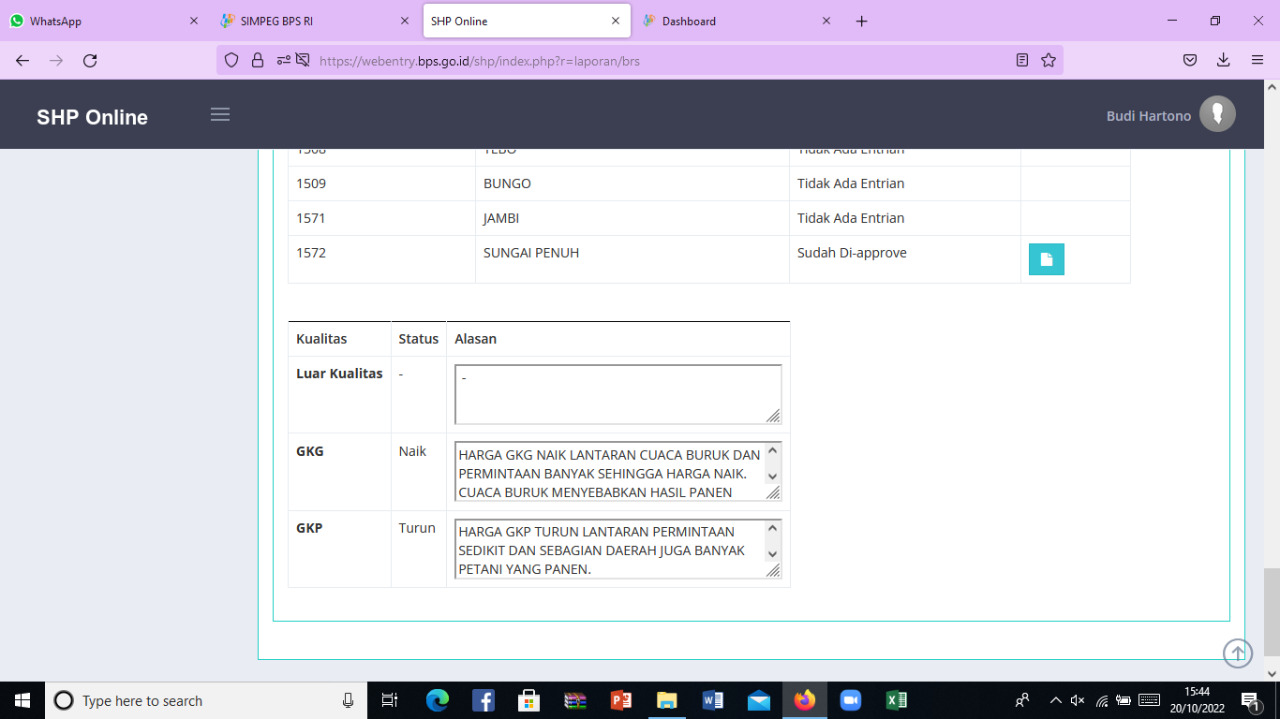 WhatsApp
SIMPEG BPS RI
SHP Online
Dashboard
https://webentry.bps.go.id/shp/index.php?r=laporan/brs
SHP Online
Budi Hartono
1508 TEBO Tidak Ada Entrian
1509 BUNGO Tidak Ada Entrian
1571 JAMBI Tidak Ada Entrian
1572 SUNGAI PENUH Sudah Di-approve
Kualitas Status Alasan
Luar Kualitas - -
GKG Naik HARGA GKG NAIK LANTARAN CUACA BURUK DAN
PERMINTAAN BANYAK SEHINGGA HARGA NAIK.
CUACA BURUK MENYEBABKAN HASIL PANEN
GKP Turun HARGA GKP TURUN LANTARAN PERMINTAAN
SEDIKIT DAN SEBAGIAN DAERAH JUGA BANYAK
PETANI YANG PANEN.
Type here to search
15:44
20/10/2022
1